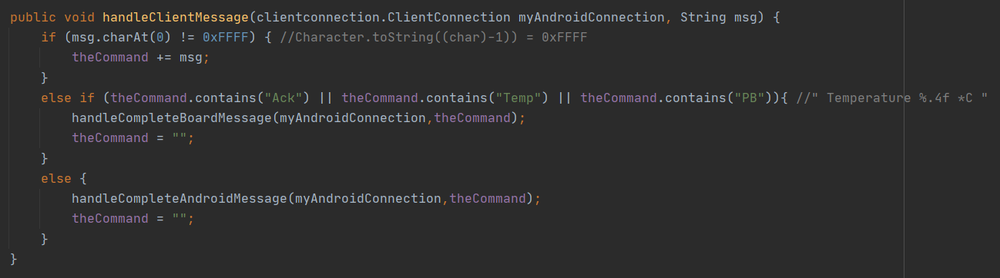 public void handleClientMessage(clientconnection.ClientConnection myAndroidConnection, String msg) {
    if (msg.charAt(0) != 0xFFFF) { //Character.toString((char)-1)) = 0xFFFF
        theCommand += msg;
    }
    else if (theCommand.contains("Ack") || theCommand.contains("Temp") || theCommand.contains("PB")){ //" Temperature %.4f *C "
        handleCompleteBoardMessage(myAndroidConnection,theCommand);
        theCommand = "";
    }
    else {
        handleCompleteAndroidMessage(myAndroidConnection,theCommand);
        theCommand = "";
    }
}